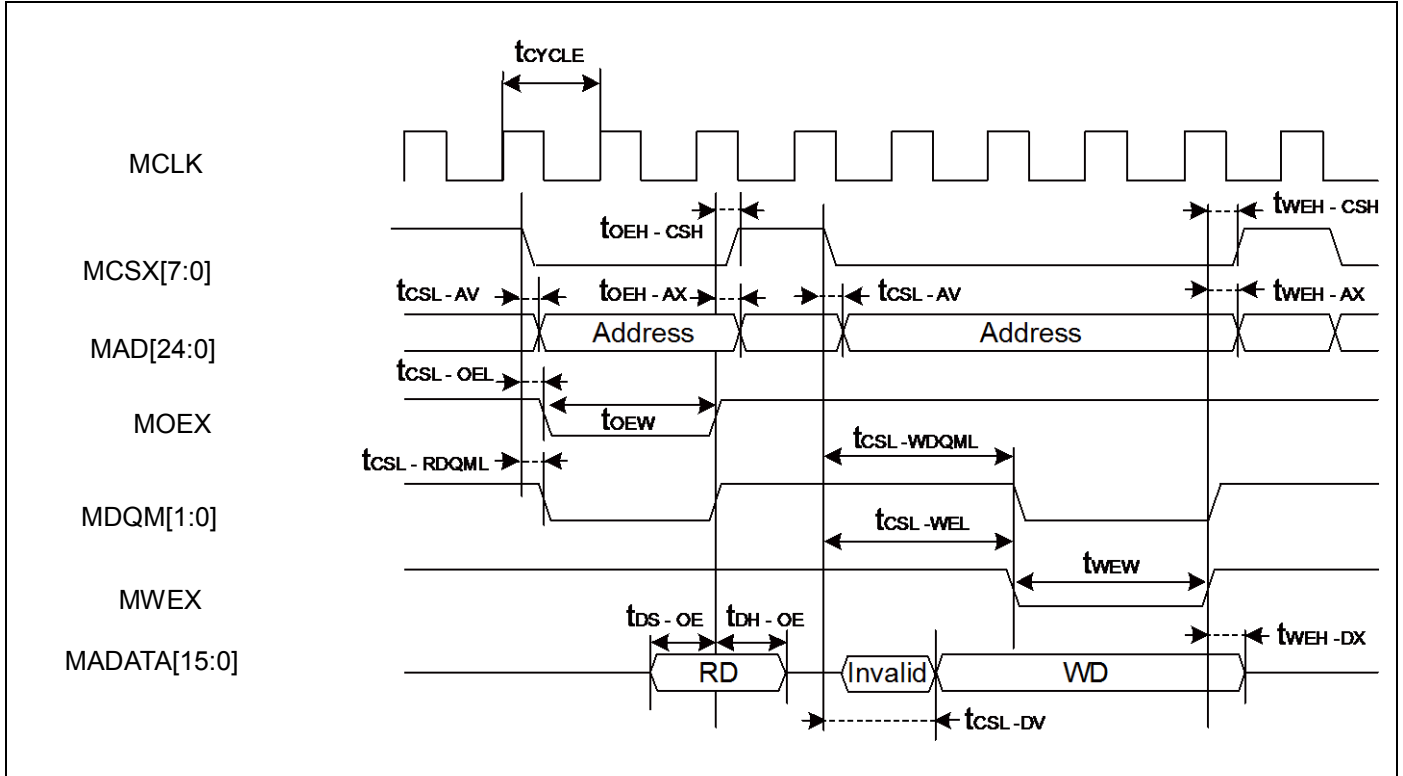 tCYCLE
MCLK
tOEH - CSH
tWEH - CSH
MCSX[7:0]
tCSL - AV
tOEH - AX
tCSL - AV
tWEH - AX
MAD[24:0]
Address
Address
tCSL - OEL
MOEX
tOEW
tCSL - WDQML
tCSL - RDQML
MDQM[1:0]
tCSL - WEL
tWEW
MWEX
tDS - OE
tDH - OE
tWEH - DX
MADATA[15:0]
RD
Invalid
WD
tCSL - DV